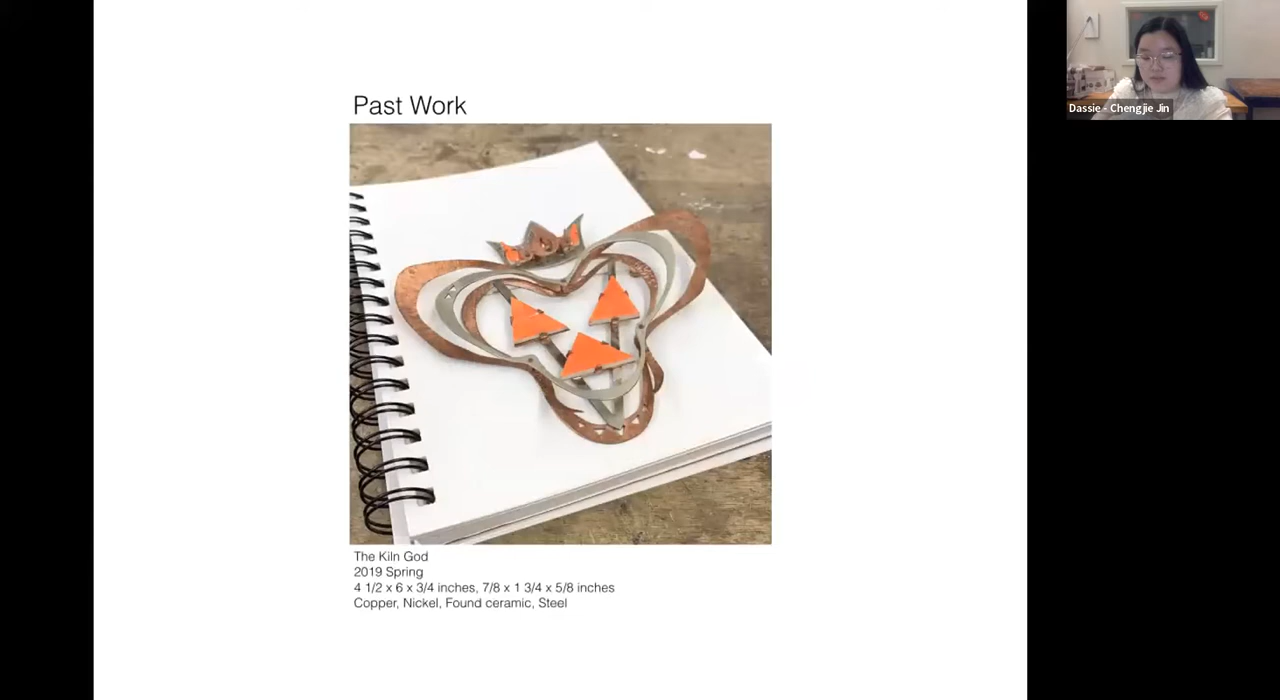 Past Work
The Kiln God
2019 Spring
4 1/2 x 6 x 3/4 inches, 7/8 x 1 3/4 x 5/8 inches
Copper, Nickel, Found ceramic, Steel
Dassie - Chengjie Jin